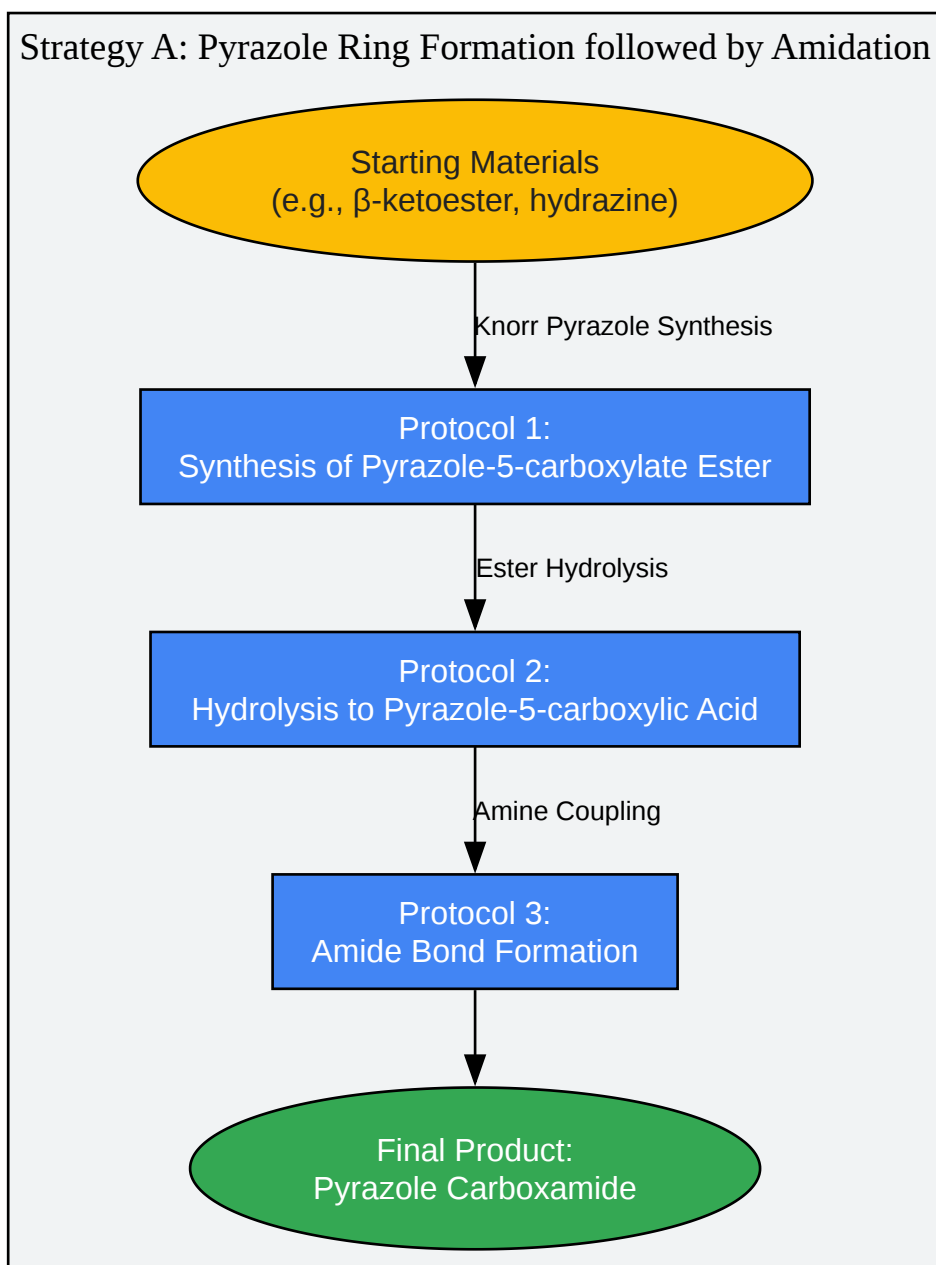 Strategy A: Pyrazole Ring Formation followed by Amidation
Starting Materials
(e.g., β-ketoester, hydrazine)
Knorr Pyrazole Synthesis
Protocol 1:
Synthesis of Pyrazole-5-carboxylate Ester
Ester Hydrolysis
Protocol 2:
Hydrolysis to Pyrazole-5-carboxylic Acid
Amine Coupling
Protocol 3:
Amide Bond Formation
Final Product:
Pyrazole Carboxamide